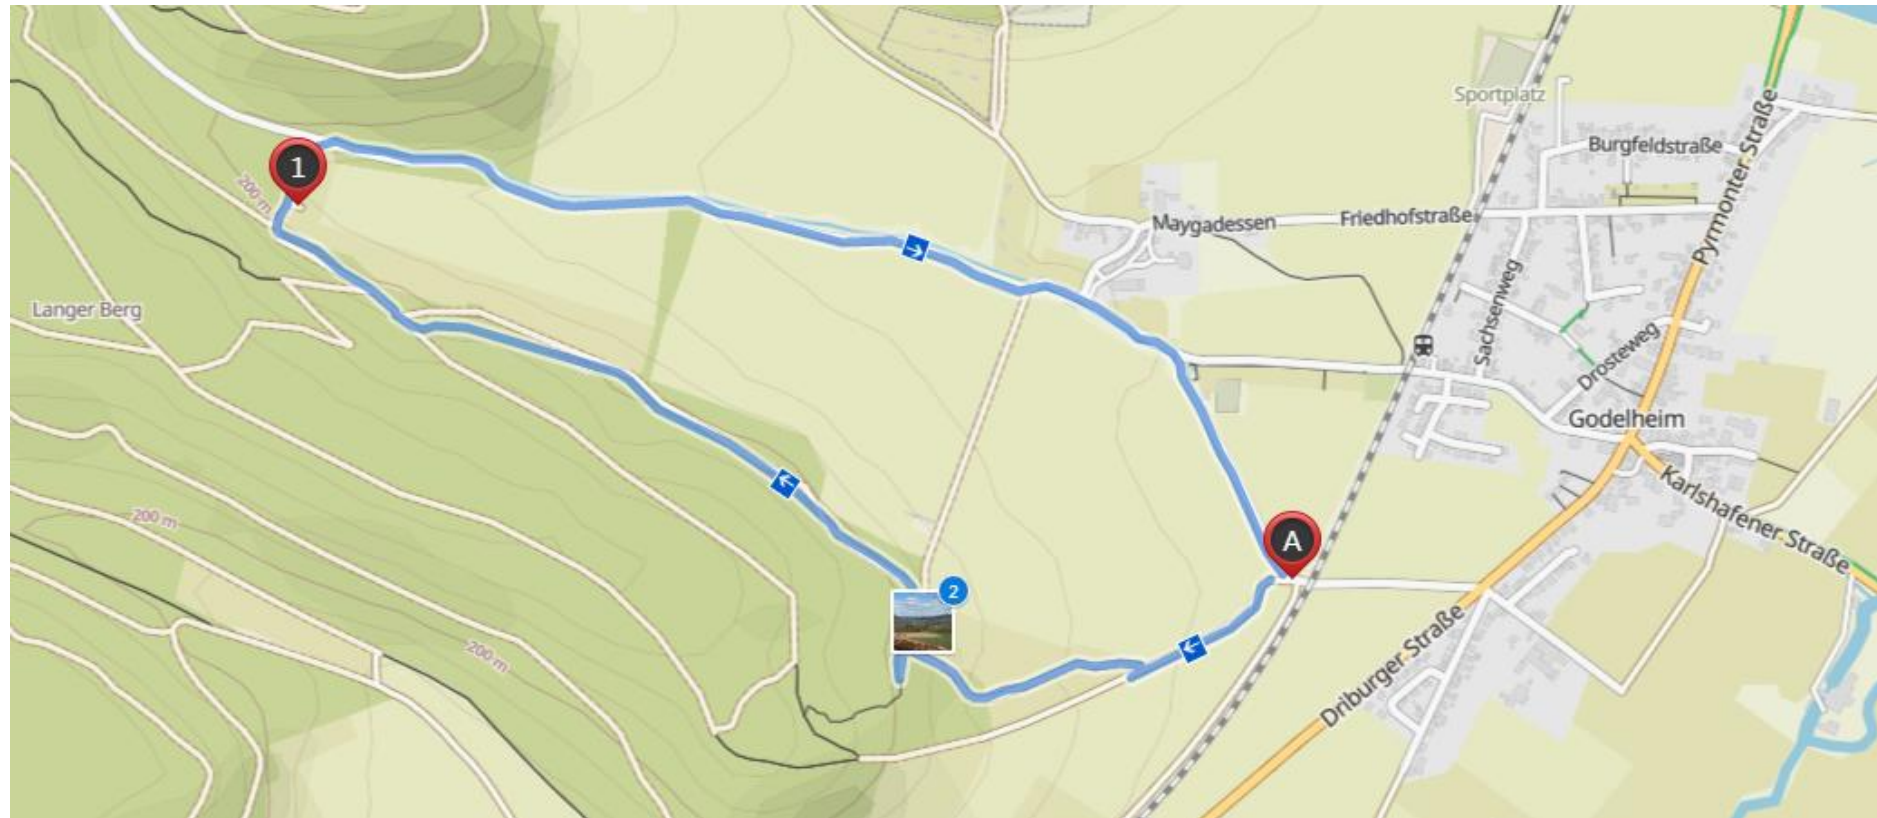 Sportplatz
Burgfeldstraße
Pyrmonter Straße
1
200 m
Maygadessen
Friedhofstraße
Sachsenweg
Langer Berg
Drosteweg
Godelheim
Karlshafener Straße
200 m
A
2
Driburger Straße
200 m